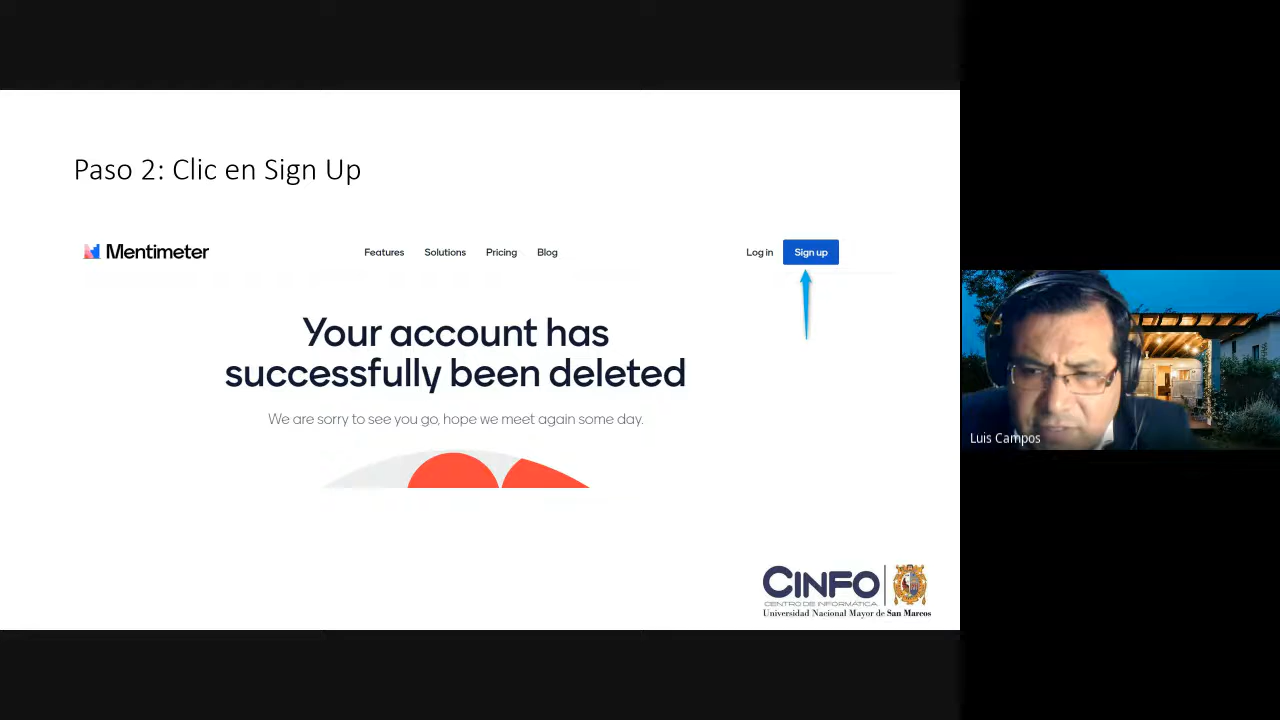 Paso 2: Clic en Sign Up
Mentimeter
Features Solutions Pricing Blog
Log in Sign up
Your account has
successfully been deleted
We are sorry to see you go, hope we meet again some day.
Luis Campos
CINFO
CENTRO DE INFORMATICA
Universidad Nacional Mayor de San Marcos